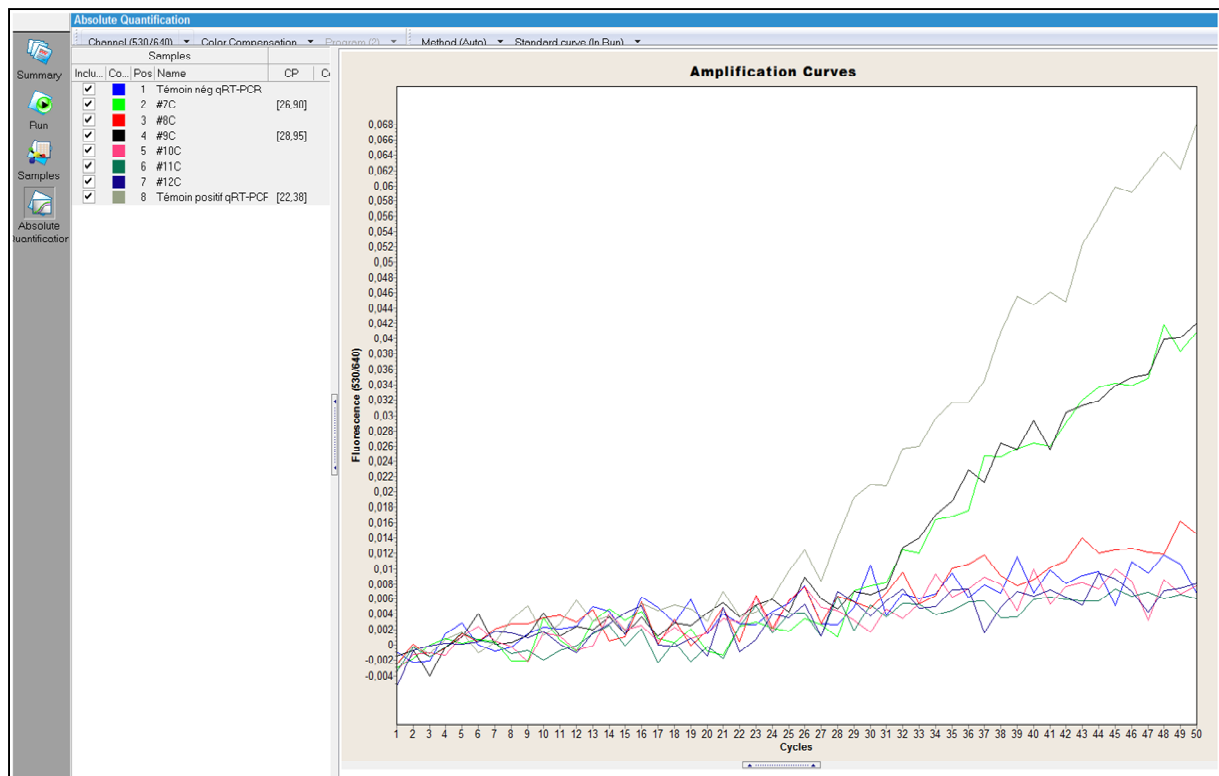 Absolute Quantification
Channel (530/640) Color Compensation Program (2) Method (Auto) Standard curve (In Run)
Summary
Run
Samples
Absolute
Quantification
Samples
Inclu... Co... Pos Name CP
1 Témoin nég qRT-PCR
2 #7C [26,90]
3 #8C
4 #9C [28,95]
5 #10C
6 #11C
7 #12C
8 Témoin positif qRT-PCF [22,38]
Amplification Curves
Fluorescence (530/640)
0,068
0,066
0,064
0,062
0,06
0,058
0,056
0,054
0,052
0,05
0,048
0,046
0,044
0,042
0,04
0,038
0,036
0,034
0,032
0,03
0,028
0,026
0,024
0,022
0,02
0,018
0,016
0,014
0,012
0,010
0,008
0,006
0,004
0,002
0
-0,002
-0,004
1 2 3 4 5 6 7 8 9 10 11 12 13 14 15 16 17 18 19 20 21 22 23 24 25 26 27 28 29 30 31 32 33 34 35 36 37 38 39 40 41 42 43 44 45 46 47 48 49 50
Cycles